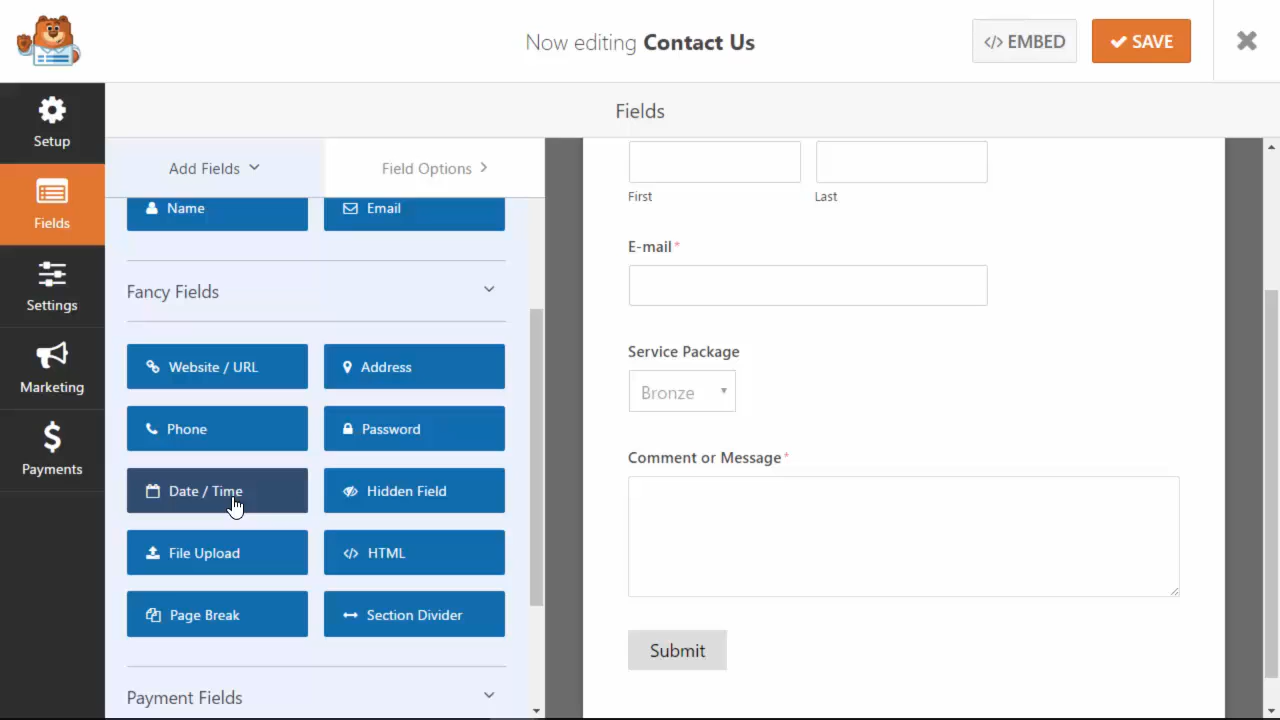 Now editing Contact Us
</> EMBED
SAVE
Setup
Fields
Settings
Marketing
Payments
Fields
Add Fields
Field Options
Name
Email
Fancy Fields
Website / URL
Address
Phone
Password
Date / Time
Hidden Field
File Upload
</> HTML
Page Break
Section Divider
Payment Fields
First
Last
E-mail*
Service Package
Bronze
Comment or Message*
Submit